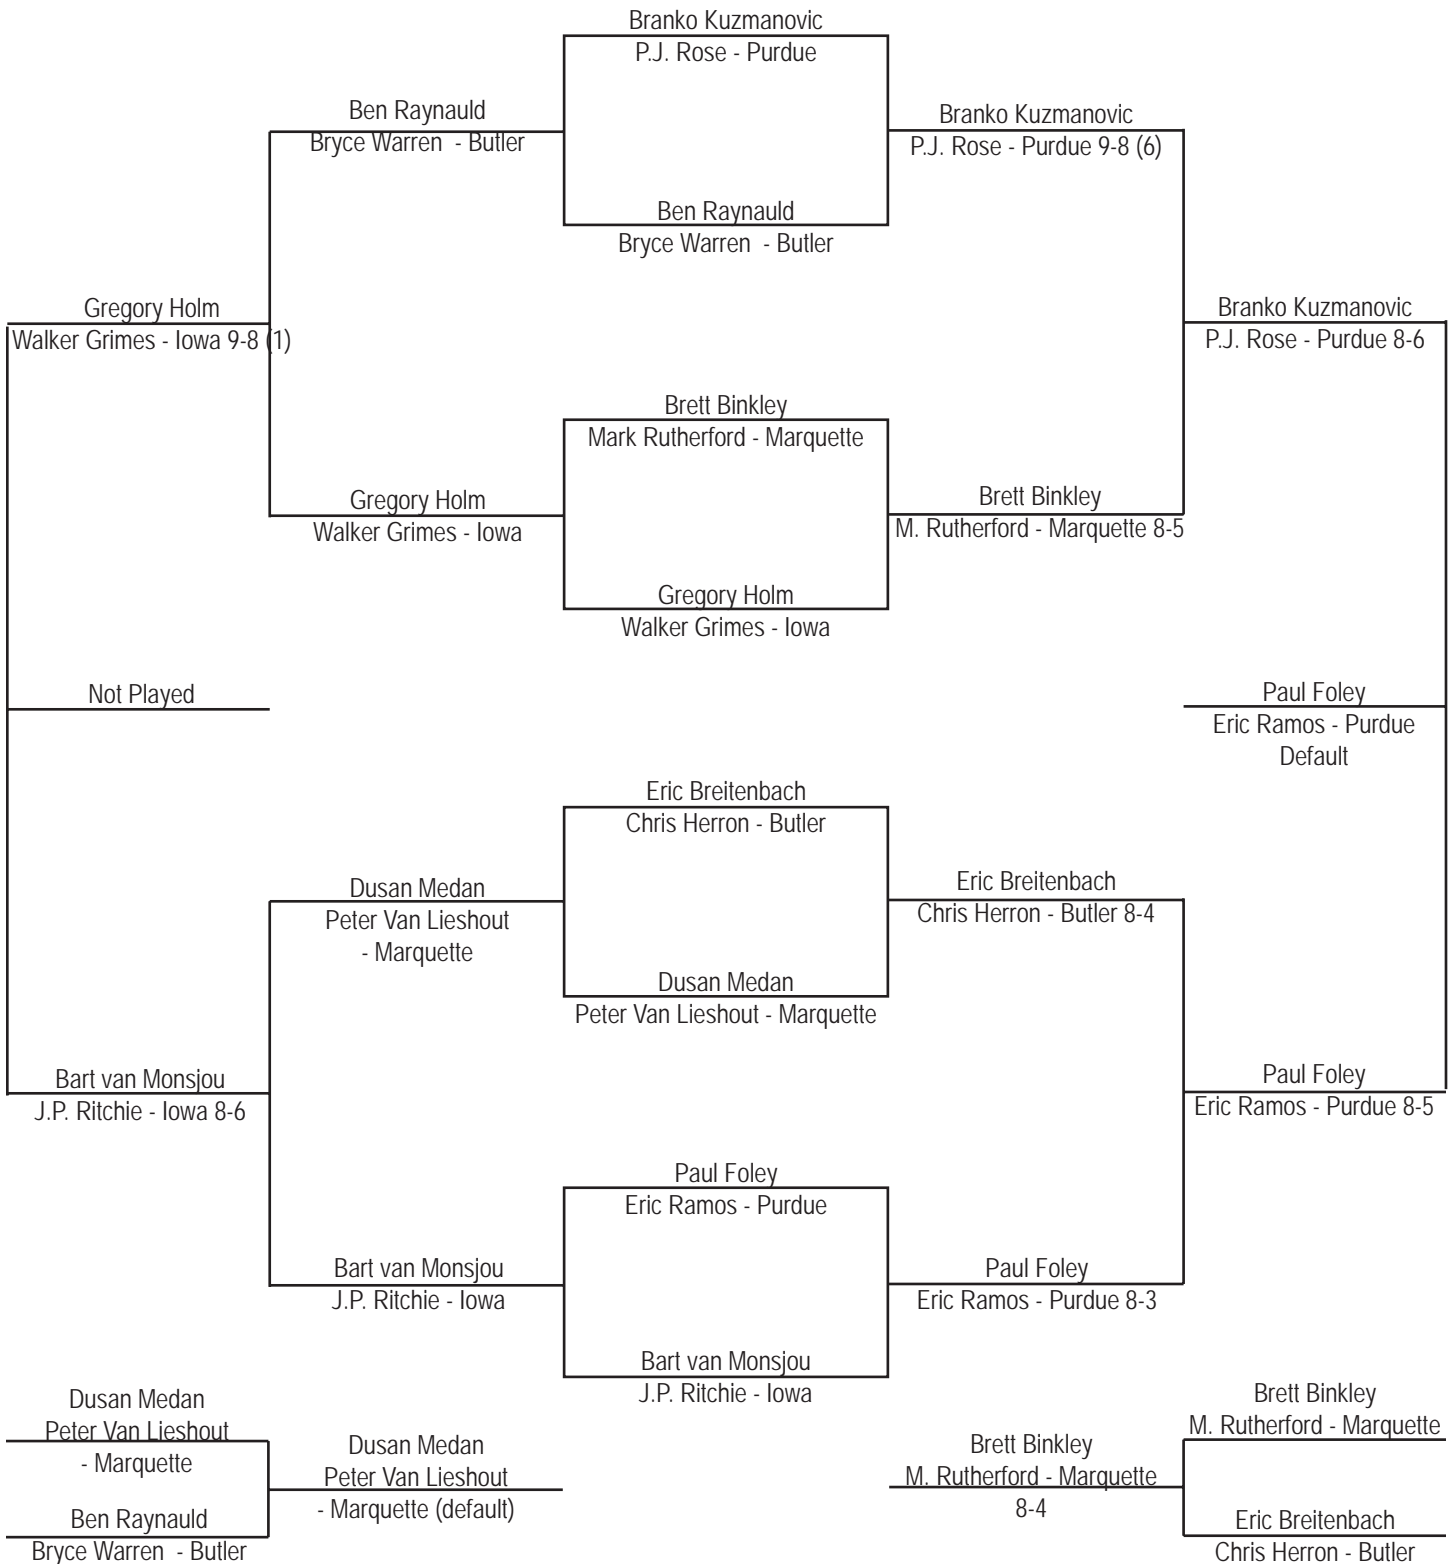 Branko Kuzmanovic
P.J. Rose - Purdue
Ben Raynauld
Bryce Warren - Butler
Branko Kuzmanovic
P.J. Rose - Purdue 9-8 (6)
Ben Raynauld
Bryce Warren - Butler
Gregory Holm
Walker Grimes - Iowa 9-8 (1)
Branko Kuzmanovic
P.J. Rose - Purdue 8-6
Brett Binkley
Mark Rutherford - Marquette
Gregory Holm
Walker Grimes - Iowa
Brett Binkley
M. Rutherford - Marquette 8-5
Gregory Holm
Walker Grimes - Iowa
Not Played
Paul Foley
Eric Ramos - Purdue
Default
Eric Breitenbach
Chris Herron - Butler
Dusan Medan
Peter Van Lieshout
- Marquette
Eric Breitenbach
Chris Herron - Butler 8-4
Dusan Medan
Peter Van Lieshout - Marquette
Bart van Monsjou
J.P. Ritchie - Iowa 8-6
Paul Foley
Eric Ramos - Purdue 8-5
Paul Foley
Eric Ramos - Purdue
Bart van Monsjou
J.P. Ritchie - Iowa
Paul Foley
Eric Ramos - Purdue 8-3
Bart van Monsjou
J.P. Ritchie - Iowa
Dusan Medan
Peter Van Lieshout
- Marquette
Dusan Medan
Peter Van Lieshout
- Marquette (default)
Ben Raynauld
Bryce Warren - Butler
Brett Binkley
M. Rutherford - Marquette
8-4
Brett Binkley
M. Rutherford - Marquette
Eric Breitenbach
Chris Herron - Butler